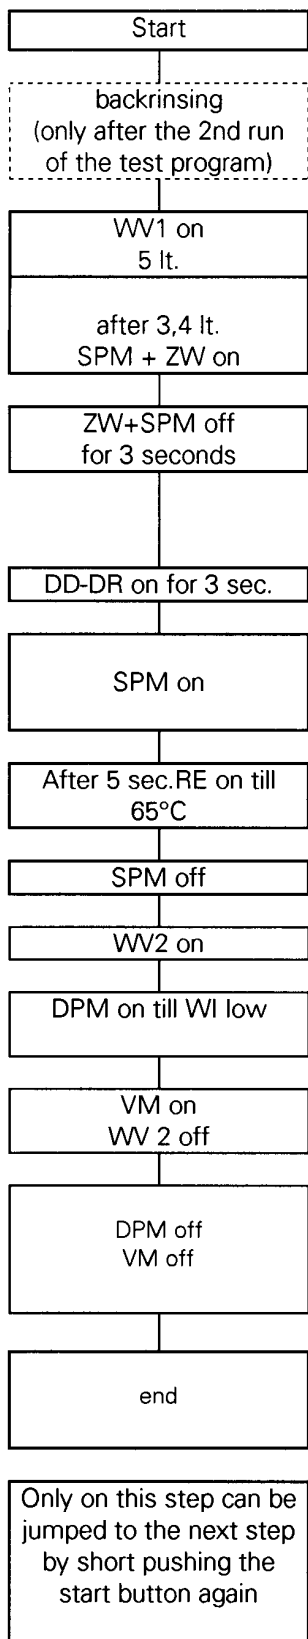 Start
backrinsing
(only after the 2nd run
of the test program)
WV1 on
5 lt.
after 3,4 lt.
SPM + ZW on
ZW+SPM off
for 3 seconds
DD-DR on for 3 sec.
SPM on
After 5 sec.RE on till
65°C
SPM off
WV2 on
DPM on till WI low
VM on
WV 2 off
DPM off
VM off
end
Only on this step can be
jumped to the next step
by short pushing the
start button again